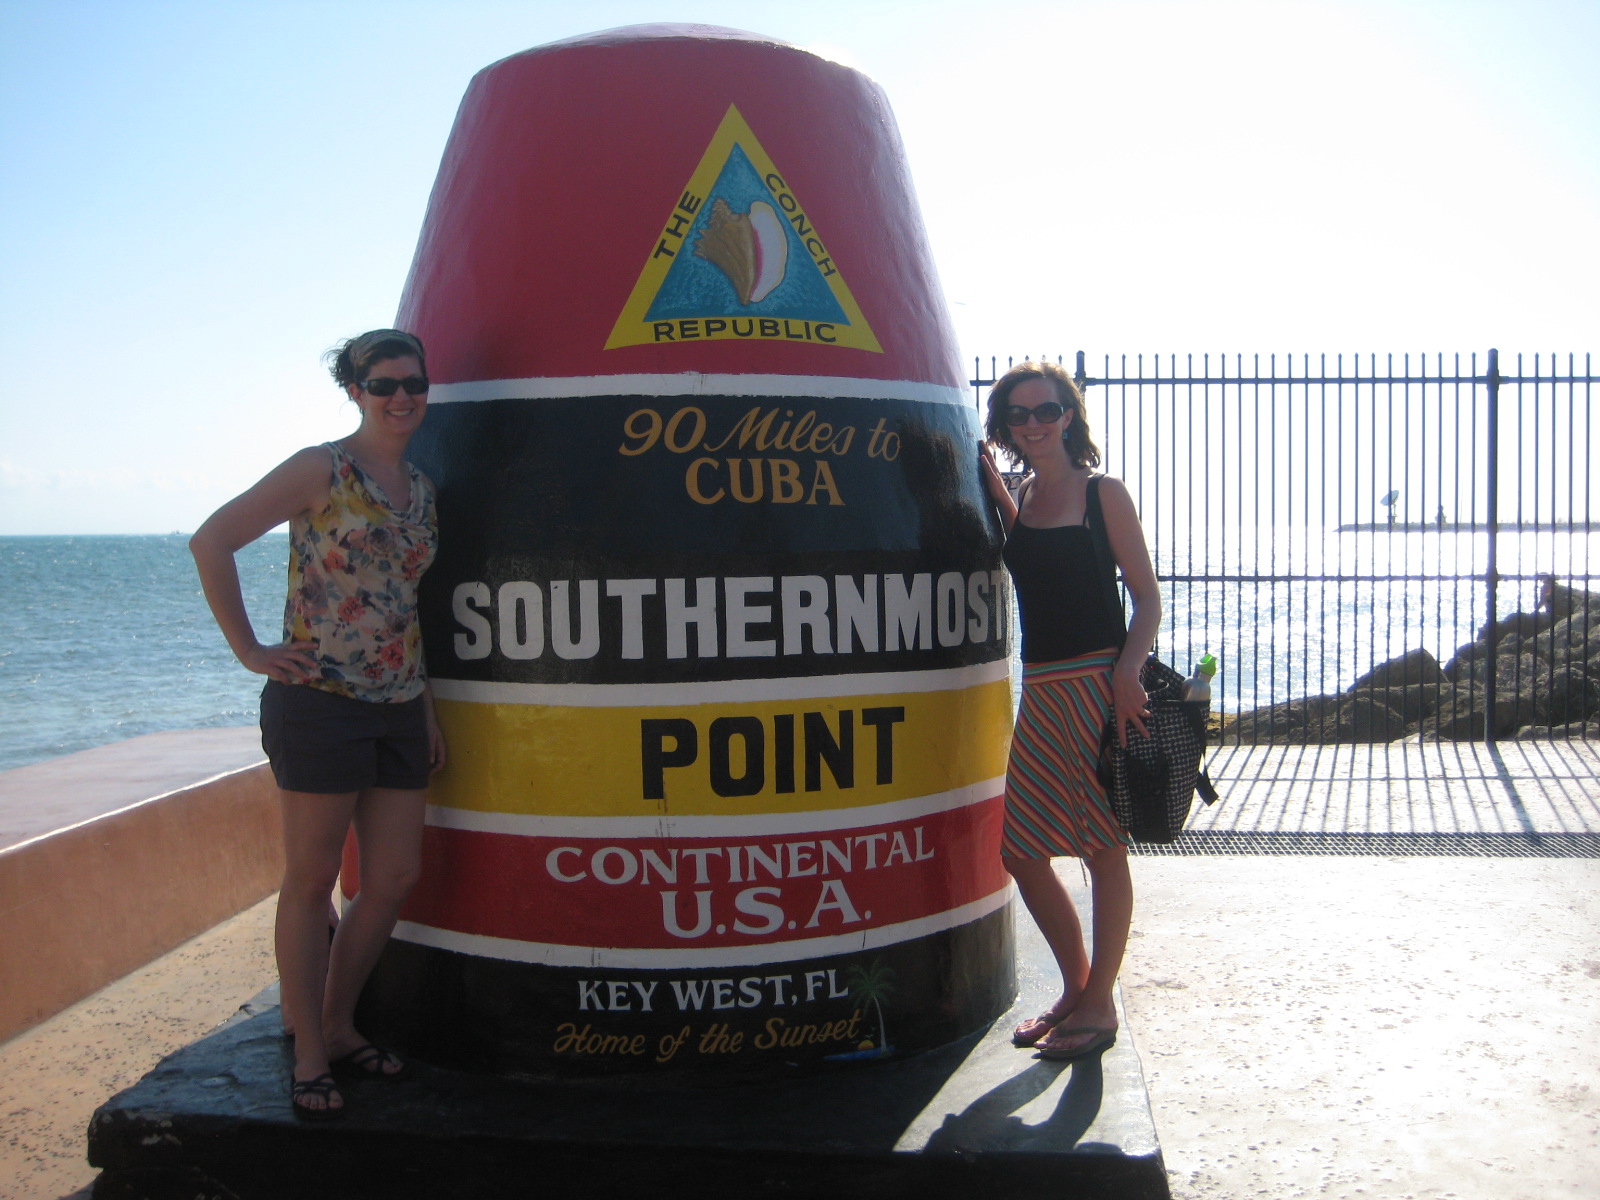 THE CONCH
REPUBLIC
90 Miles to
CUBA
SOUTHERNMOST
POINT
CONTINENTAL
U.S.A.
KEY WEST, FL
Home of the Sunset